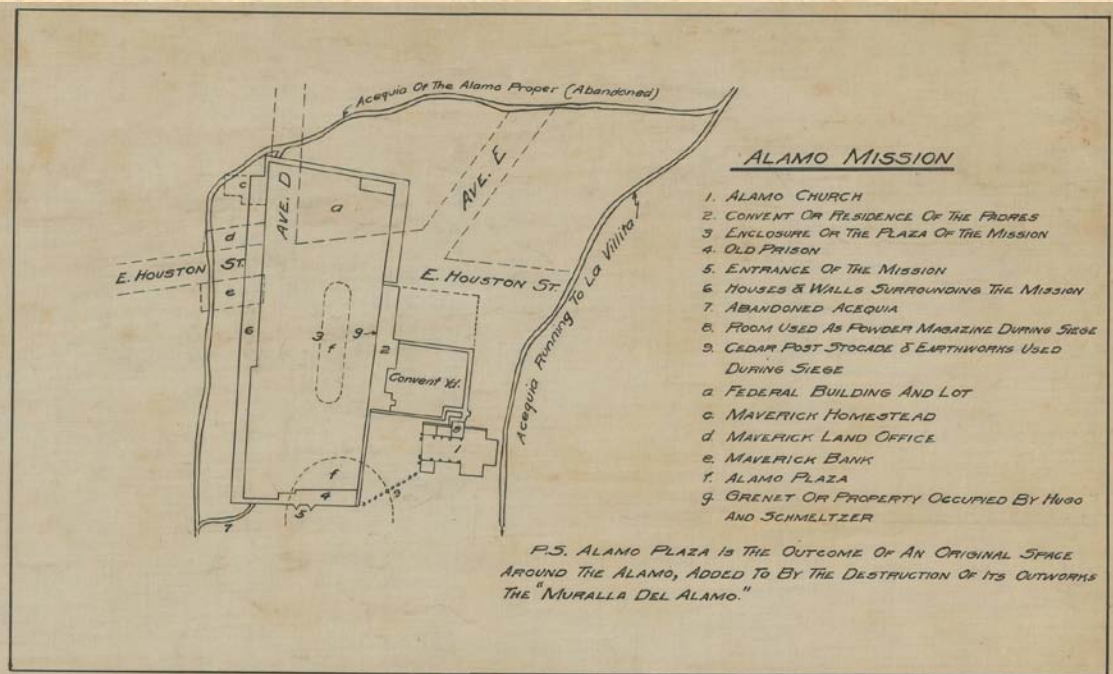 Acequia Of The Alamo Proper (Abandoned)
AVE. D
AVE. E
c
a
d
E. HOUSTON ST.
E. HOUSTON ST.
e
6
3
f
g
2
Convent Yd.
Acequia Running To La Villita
8
1
f
4
9
5
7
ALAMO MISSION
1. ALAMO CHURCH
2. CONVENT OR RESIDENCE OF THE PADRES
3 ENCLOSURE OR THE PLAZA OF THE MISSION
4. OLD PRISON
5. ENTRANCE OF THE MISSION
6 HOUSES & WALLS SURROUNDING THE MISSION
7 ABANDONED ACEQUIA
8. ROOM USED AS POWDER MAGAZINE DURING SIEGE
9. CEDAR POST STOCADE & EARTHWORKS USED
DURING SIEGE
a FEDERAL BUILDING AND LOT
c MAVERICK HOMESTEAD
d MAVERICK LAND OFFICE
e. MAVERICK BANK
f. ALAMO PLAZA
g. GRENET OR PROPERTY OCCUPIED BY HUGO
AND SCHMELTZER
P.S. ALAMO PLAZA IS THE OUTCOME OF AN ORIGINAL SPACE
AROUND THE ALAMO, ADDED TO BY THE DESTRUCTION OF ITS OUTWORKS
THE "MURALLA DEL ALAMO."